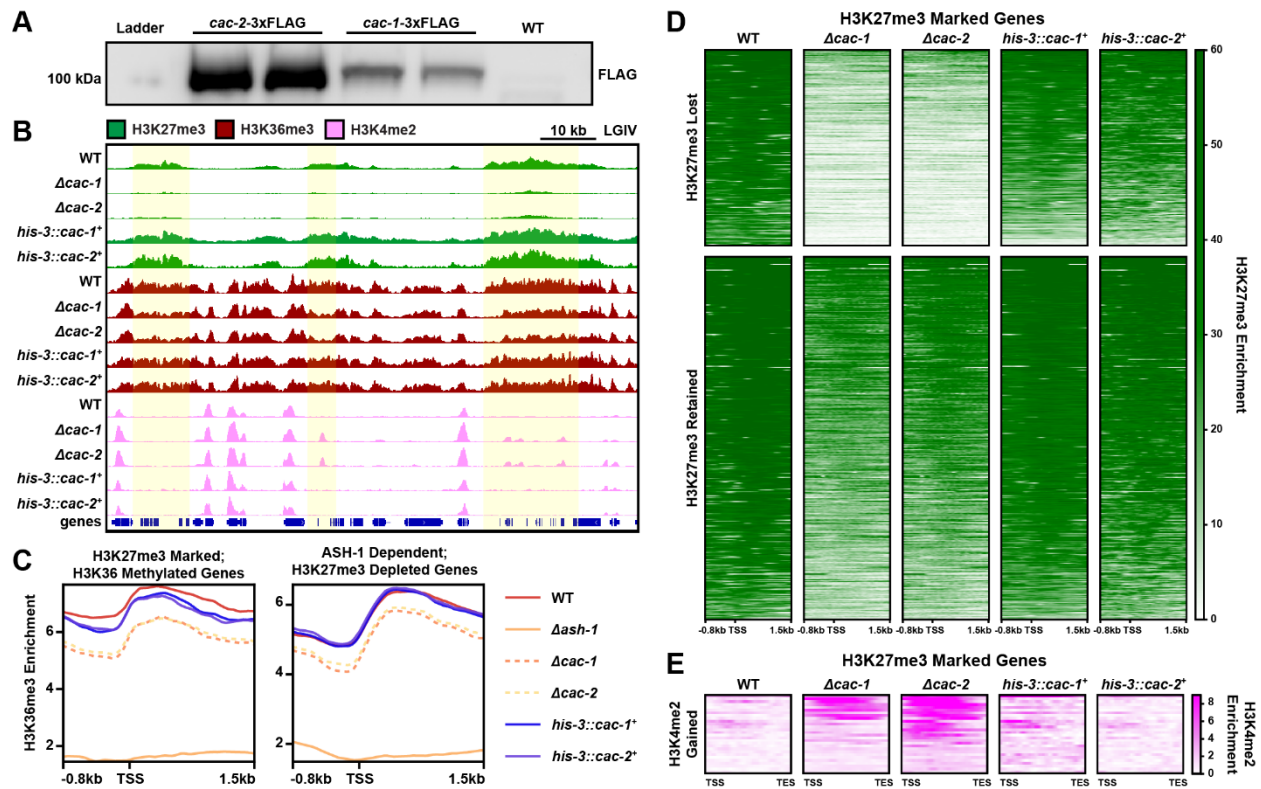 A
Ladder
cac-2-3xFLAG
cac-1-3xFLAG
WT
100 kDa
FLAG
B
H3K27me3
H3K36me3
H3K4me2
10 kb
LGIV
WT
Δcac-1
Δcac-2
his-3::cac-1⁺
his-3::cac-2⁺
WT
Δcac-1
Δcac-2
his-3::cac-1⁺
his-3::cac-2⁺
WT
Δcac-1
Δcac-2
his-3::cac-1⁺
his-3::cac-2⁺
genes
C
H3K27me3 Marked;
H3K36 Methylated Genes
ASH-1 Dependent;
H3K27me3 Depleted Genes
H3K36me3 Enrichment
6
4
2
-0.8kb TSS 1.5kb
6
4
2
-0.8kb TSS 1.5kb
WT
Δash-1
Δcac-1
Δcac-2
his-3::cac-1⁺
his-3::cac-2⁺
D
H3K27me3 Marked Genes
WT Δcac-1 Δcac-2 his-3::cac-1⁺ his-3::cac-2⁺
H3K27me3 Lost
H3K27me3 Retained
60
50
40
30
20
10
0
H3K27me3 Enrichment
-0.8kb TSS 1.5kb -0.8kb TSS 1.5kb -0.8kb TSS 1.5kb -0.8kb TSS 1.5kb -0.8kb TSS 1.5kb
E
H3K27me3 Marked Genes
WT Δcac-1 Δcac-2 his-3::cac-1⁺ his-3::cac-2⁺
H3K4me2
Gained
8
6
4
2
0
H3K4me2
Enrichment
TSS TES TSS TES TSS TES TSS TES TSS TES